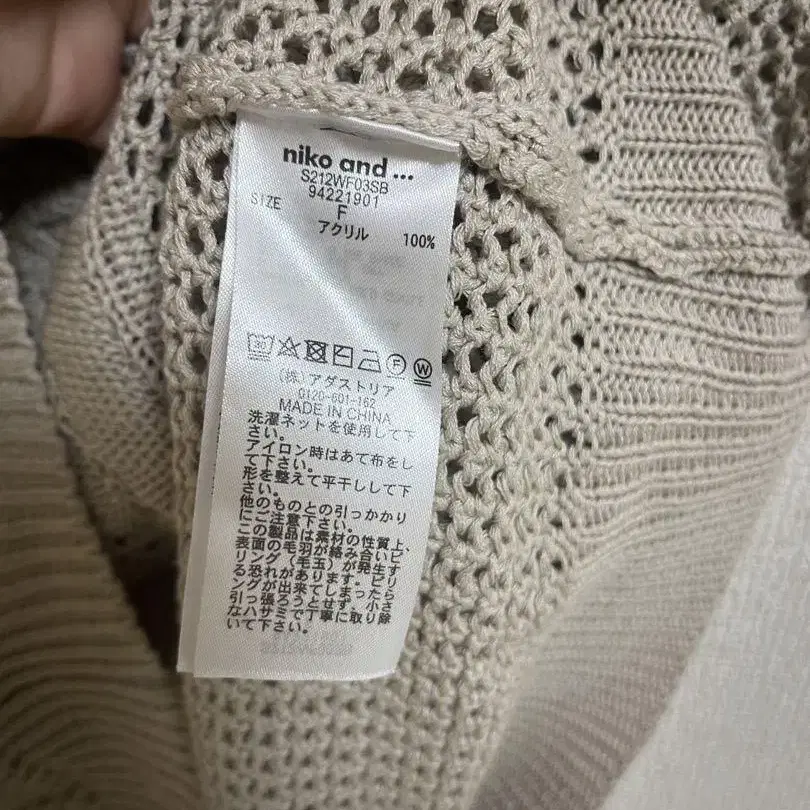 niko and ...
S212WF03SB
94221901
SIZE F
アクリル 100%
30 F W
(株)アダストリア
0120-601-162
MADE IN CHINA
洗濯ネットを使用して下
さい。
アイロン時はあて布をし
て下さい。
形を整えて平干しして下
さい。
他のものとの引っかかり
にご注意下さい。
この製品は素材の性質上、
表面の毛羽が絡み合いピ
リング(毛玉)が発生す
る恐れがあります。ピリ
ングが出来てしまったら
引っ張ろうとせず、小さ
なハサミで丁寧に取り除
いて下さい。